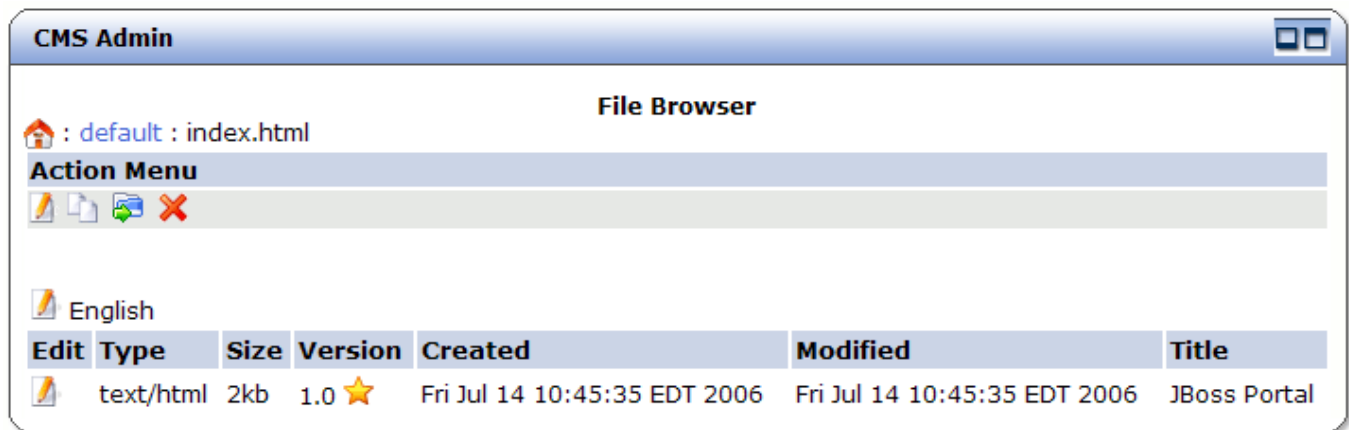 CMS Admin
File Browser
: default : index.html
Action Menu
English
Edit Type Size Version Created Modified Title
text/html 2kb 1.0 Fri Jul 14 10:45:35 EDT 2006 Fri Jul 14 10:45:35 EDT 2006 JBoss Portal